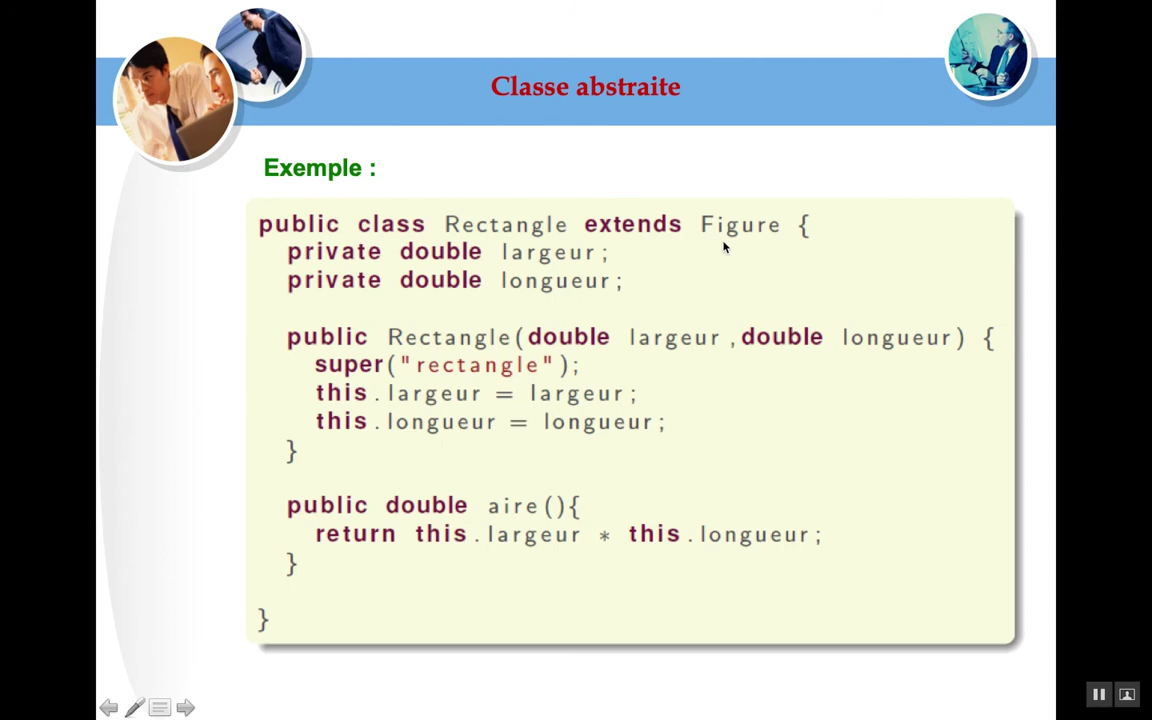 Classe abstraite
Exemple :
public class Rectangle extends Figure {
private double largeur;
private double longueur;
public Rectangle(double largeur,double longueur) {
super("rectangle");
this.largeur = largeur;
this.longueur = longueur;
}
public double aire(){
return this.largeur * this.longueur;
}
}